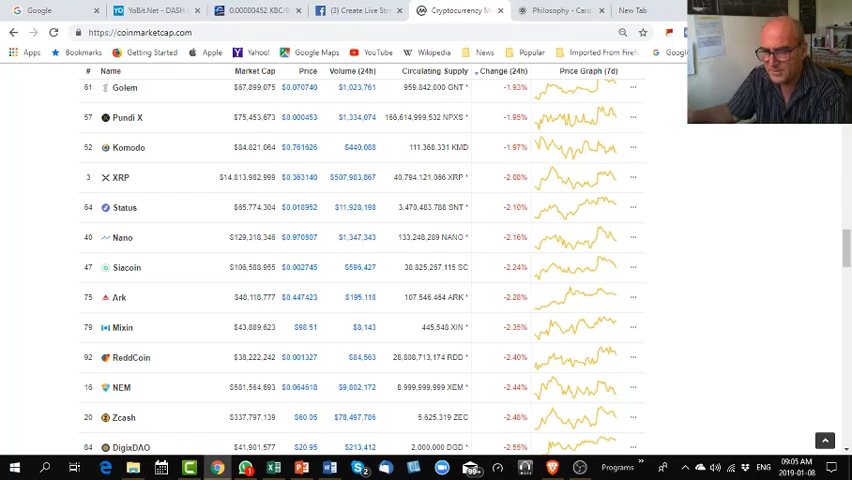 Google
YoBit.Net - DASH
0.00000452 KBC/
(3) Create Live Stre
Cryptocurrency M
Philosophy - Card
New Tab
https://coinmarketcap.com
Apps
Bookmarks
Getting Started
Apple
Yahoo!
Google Maps
YouTube
Wikipedia
News
Popular
Imported From Firef
# Name Market Cap Price Volume (24h) Circulating Supply Change (24h) Price Graph (7d)
61 Golem $67,899,075 $0.070740 $1,023,761 959,842,000 GNT * -1.93%
57 Pundi X $75,453,673 $0.000453 $1,334,074 166,614,999,532 NPXS * -1.95%
52 Komodo $84,821,064 $0.761626 $440,088 111,368,331 KMD -1.97%
3 XRP $14,813,982,999 $0.363140 $507,983,867 40,794,121,066 XRP * -2.08%
64 Status $65,774,304 $0.018952 $11,928,198 3,470,483,788 SNT * -2.10%
40 Nano $129,318,346 $0.970507 $1,347,343 133,248,289 NANO * -2.16%
47 Siacoin $106,588,955 $0.002745 $596,427 38,825,267,115 SC -2.24%
75 Ark $48,118,777 $0.447423 $195,118 107,546,464 ARK * -2.28%
79 Mixin $43,889,623 $98.51 $8,143 445,548 XIN * -2.35%
92 ReddCoin $38,222,242 $0.001327 $84,563 28,808,713,174 RDD * -2.40%
16 NEM $581,564,693 $0.064618 $9,802,172 8,999,999,999 XEM * -2.44%
20 Zcash $337,797,139 $60.05 $78,497,786 5,625,319 ZEC -2.48%
84 DigixDAO $41,901,577 $20.95 $213,412 2,000,000 DGD * -2.55%
Programs
ENG
09:05 AM
2019-01-08